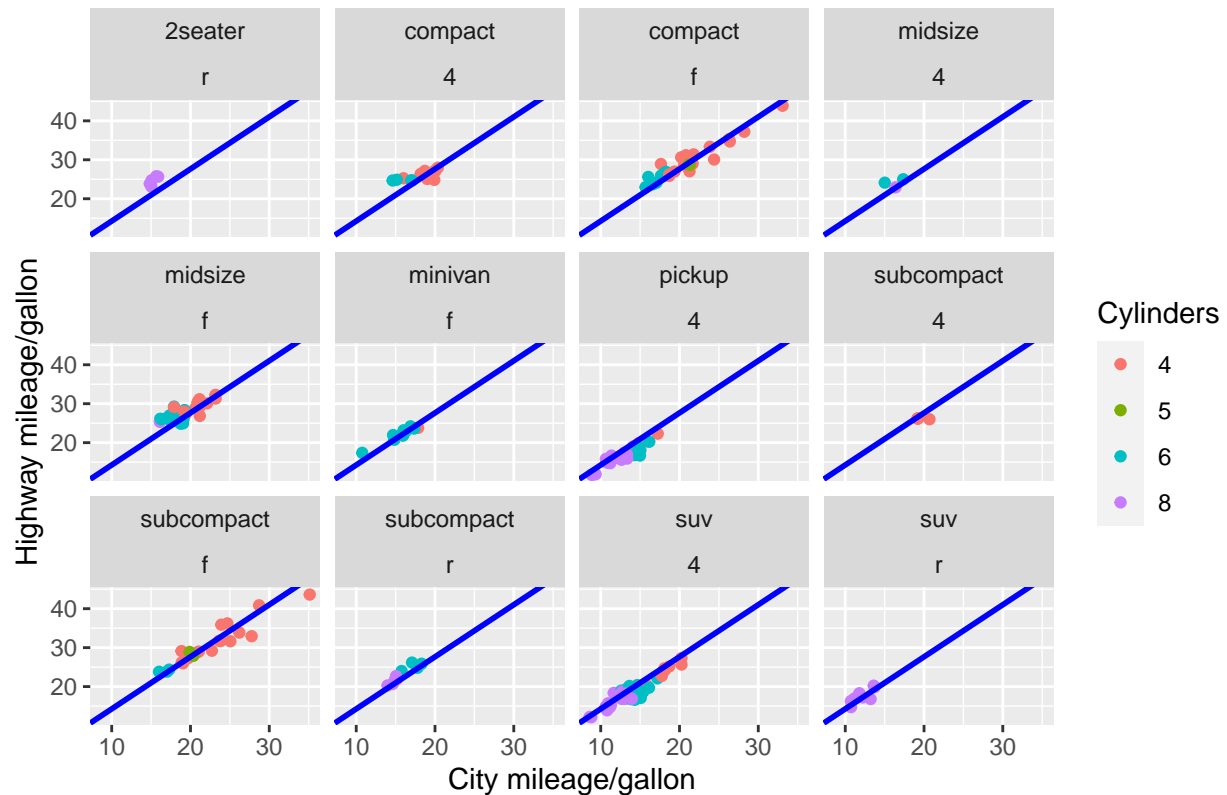 2seater compact compact midsize
r 4 f 4
40
30
20
midsize minivan pickup subcompact
f f 4 4
40
30
20
subcompact subcompact suv suv
f r 4 r
40
30
20
10 20 30 10 20 30 10 20 30 10 20 30
City mileage/gallon
Highway mileage/gallon
Cylinders
4
5
6
8